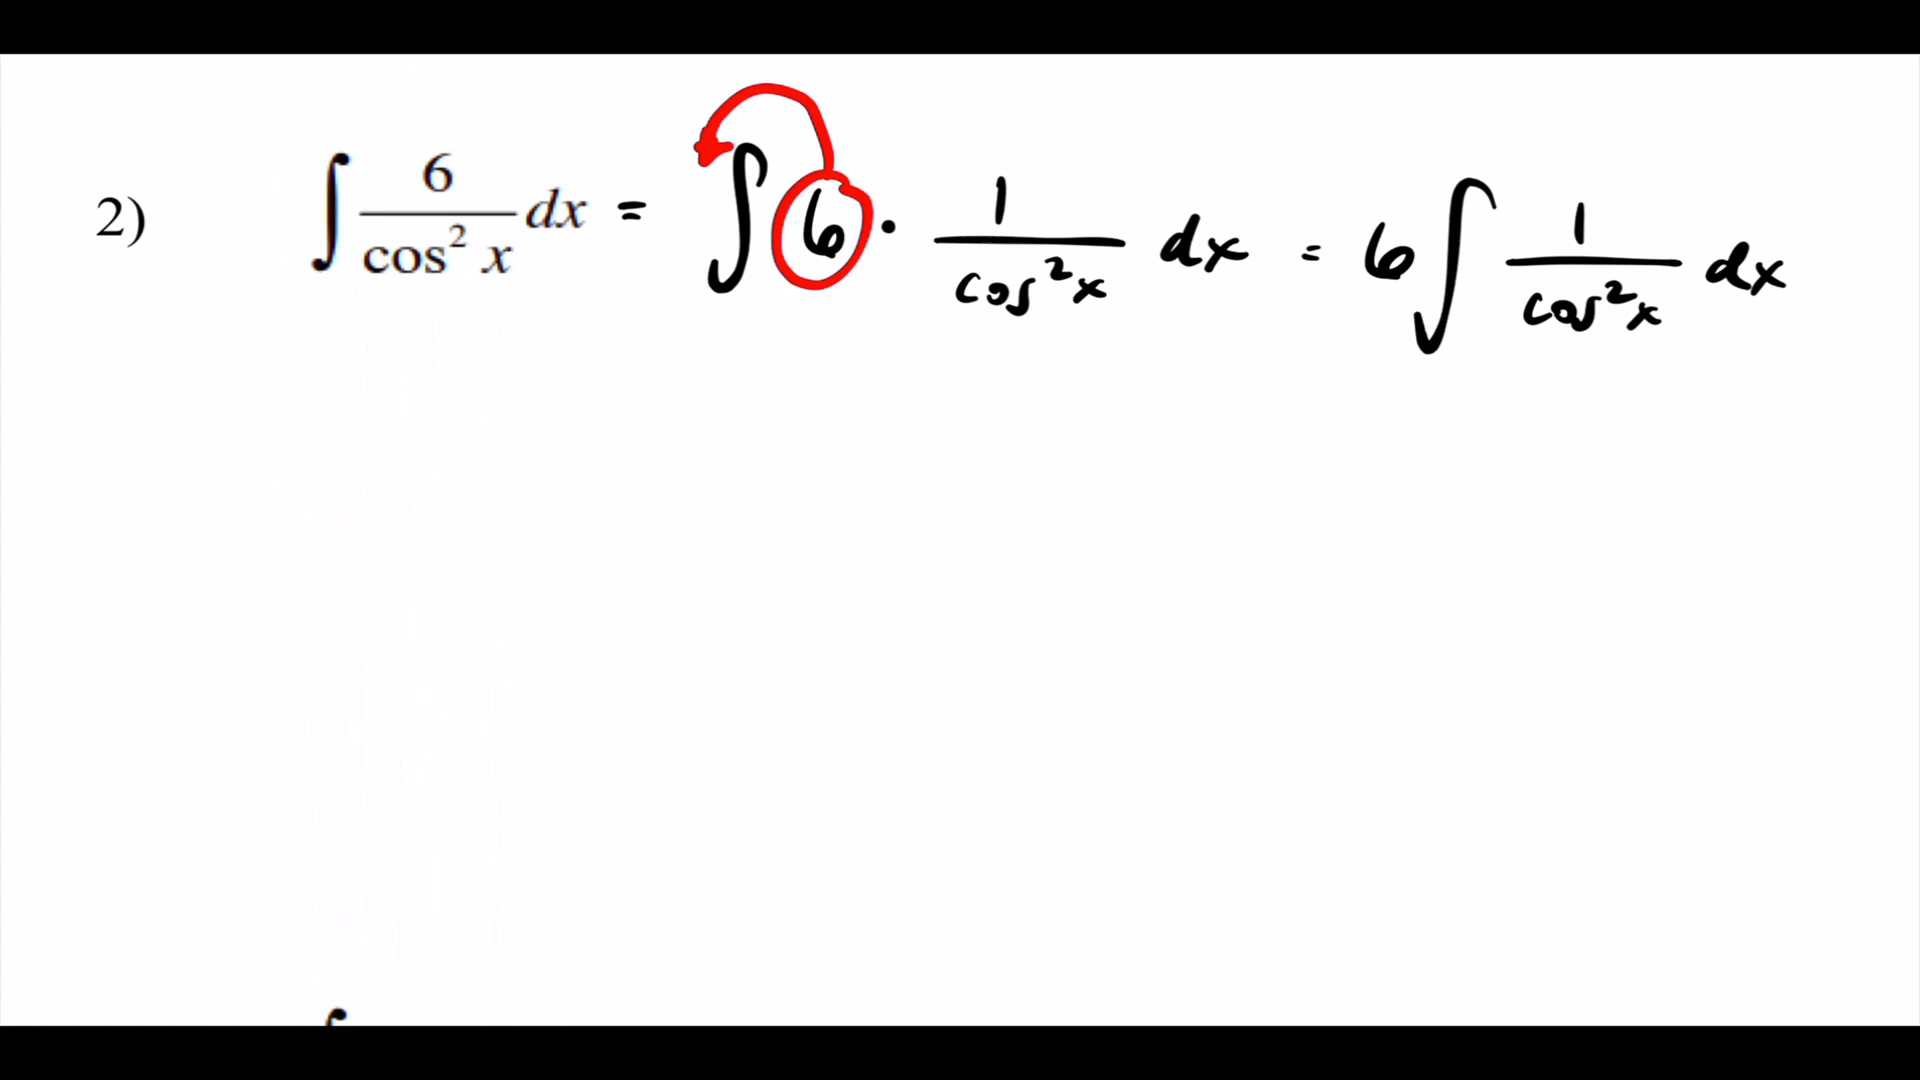 2) ∫ 6/cos² x dx = ∫ 6 · 1/cos²x dx = 6 ∫ 1/cos²x dx